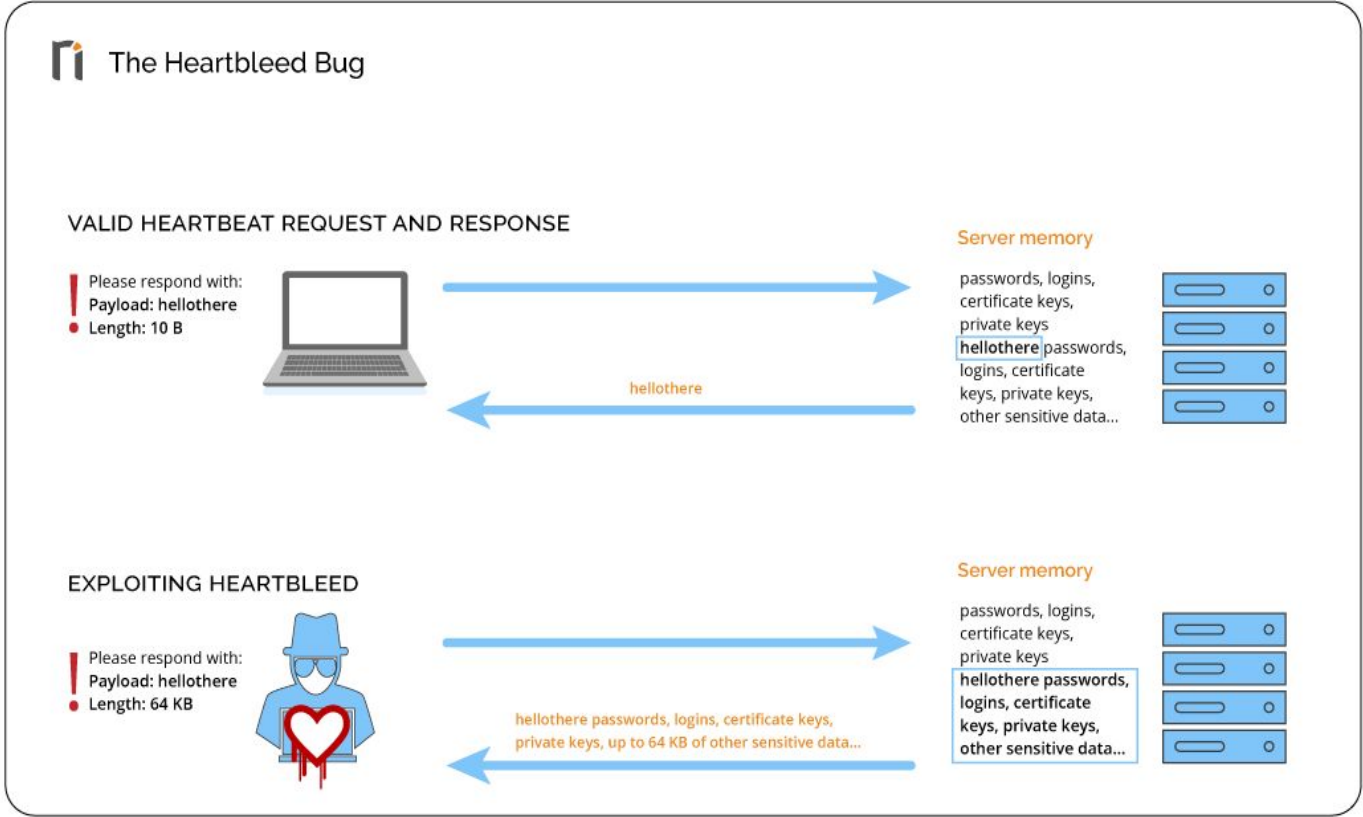 ri The Heartbleed Bug
VALID HEARTBEAT REQUEST AND RESPONSE
Please respond with:
Payload: hellothere
Length: 10 B
hellothere
Server memory
passwords, logins,
certificate keys,
private keys
hellothere passwords,
logins, certificate
keys, private keys,
other sensitive data...
EXPLOITING HEARTBLEED
Please respond with:
Payload: hellothere
Length: 64 KB
hellothere passwords, logins, certificate keys,
private keys, up to 64 KB of other sensitive data...
Server memory
passwords, logins,
certificate keys,
private keys
hellothere passwords,
logins, certificate
keys, private keys,
other sensitive data...